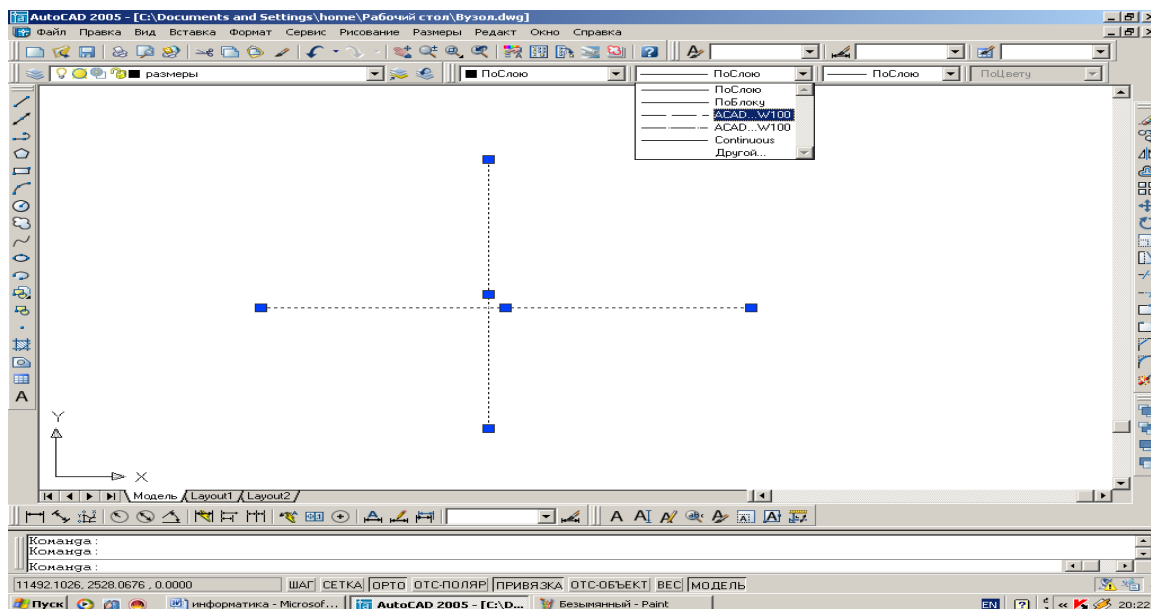 AutoCAD 2005 - [C:\Documents and Settings\home\Рабочий стол\Вузол.dwg]
Файл Правка Вид Вставка Формат Сервис Рисование Размеры Редакт Окно Справка
размеры ПоСлою ПоСлою ПоСлою ПоЦвету
ПоСлою
ПоБлоку
ACAD...W100
ACAD...W100
Continuous
Другой...
Y
X
Модель Layout1 Layout2
Команда:
Команда:
Команда:
11492.1026, 2528.0676 , 0.0000 ШАГ СЕТКА ОРТО ОТС-ПОЛЯР ПРИВЯЗКА ОТС-ОБЪЕКТ ВЕС МОДЕЛЬ
Пуск информатика - Microsof... AutoCAD 2005 - [C:\D... Безымянный - Paint EN 20:22